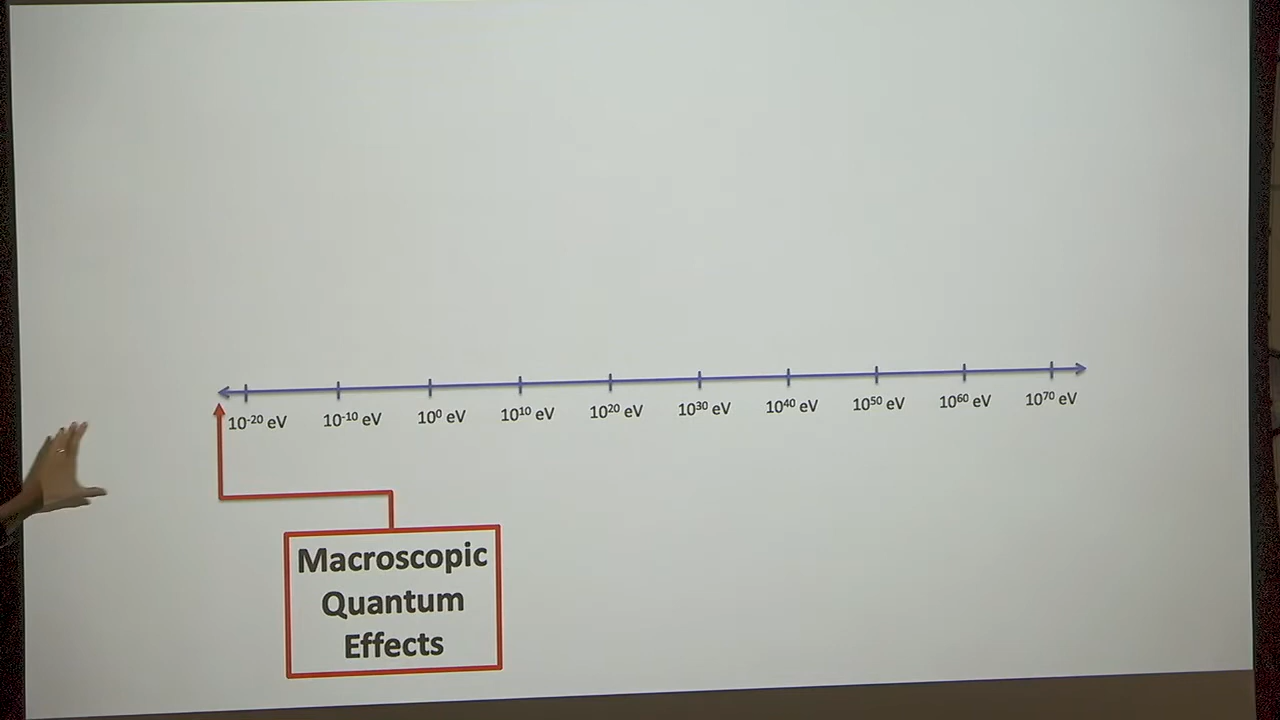 10⁻²⁰ eV 10⁻¹⁰ eV 10⁰ eV 10¹⁰ eV 10²⁰ eV 10³⁰ eV 10⁴⁰ eV 10⁵⁰ eV 10⁶⁰ eV 10⁷⁰ eV
Macroscopic
Quantum
Effects